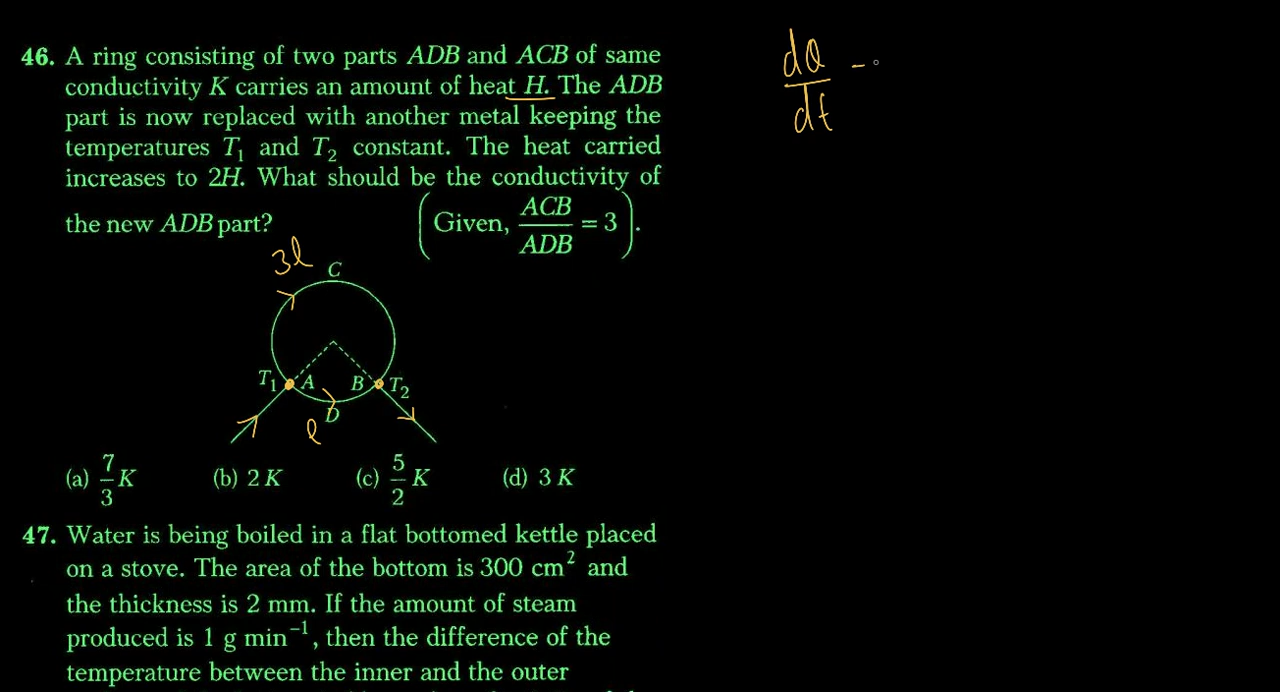 46. A ring consisting of two parts ADB and ACB of same
conductivity K carries an amount of heat H. The ADB
part is now replaced with another metal keeping the
temperatures T₁ and T₂ constant. The heat carried
increases to 2H. What should be the conductivity of
the new ADB part? (Given, ACB/ADB = 3).
3l
C
T₁ A B T₂
D
l
(a) 7/3 K (b) 2 K (c) 5/2 K (d) 3 K
47. Water is being boiled in a flat bottomed kettle placed
on a stove. The area of the bottom is 300 cm² and
the thickness is 2 mm. If the amount of steam
produced is 1 g min⁻¹, then the difference of the
temperature between the inner and the outer
dQ/dt -